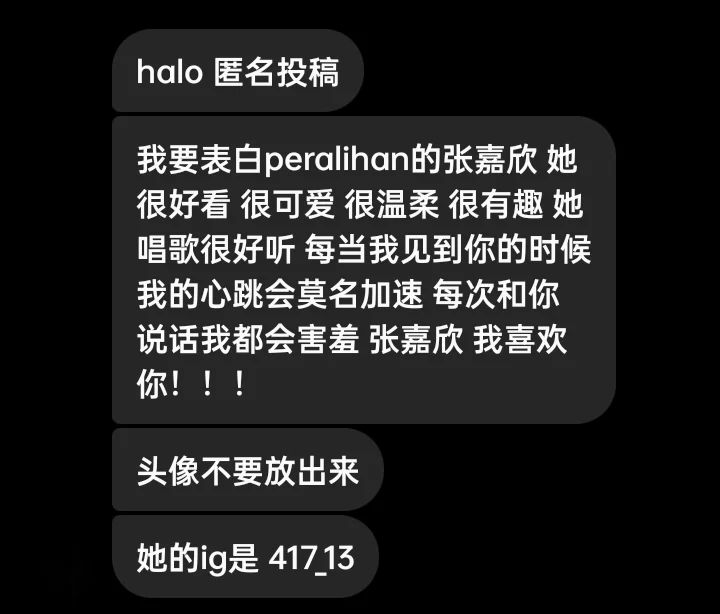 halo 匿名投稿
我要表白peralihan的张嘉欣 她
很好看 很可爱 很温柔 很有趣 她
唱歌很好听 每当我见到你的时候
我的心跳会莫名加速 每次和你
说话我都会害羞 张嘉欣 我喜欢
你！！！
头像不要放出来
她的ig是 417_13